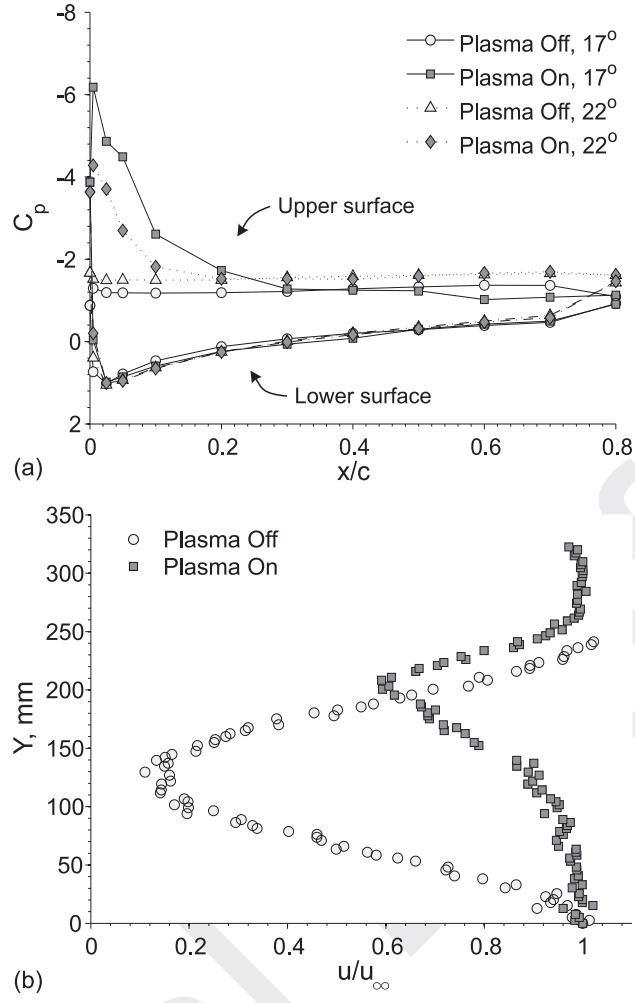 -8
-6
-4
-2
0
2
C_p
Plasma Off, 17°
Plasma On, 17°
Plasma Off, 22°
Plasma On, 22°
Upper surface
Lower surface
0 0.2 0.4 0.6 0.8
(a)
x/c
350
300
250
200
150
100
50
0
Y, mm
Plasma Off
Plasma On
0 0.2 0.4 0.6 0.8 1
(b)
u/u_∞